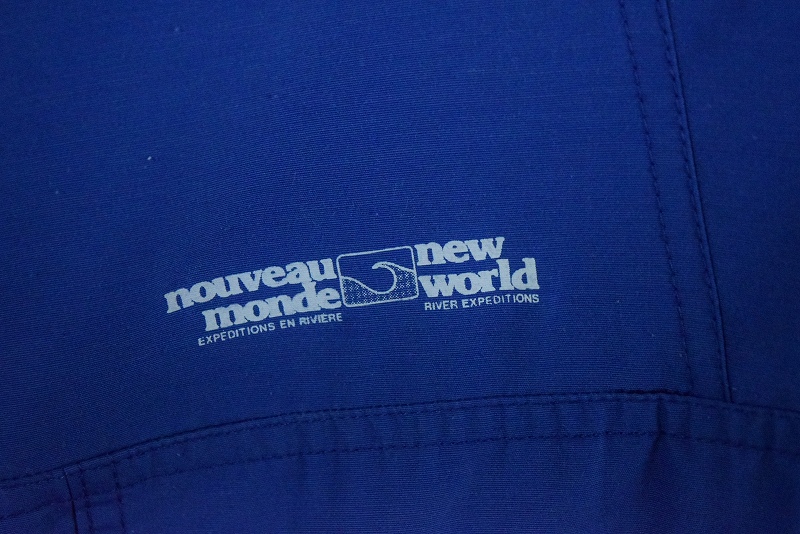 nouveau
monde
EXPÉDITIONS EN RIVIÈRE
new
world
RIVER EXPEDITIONS